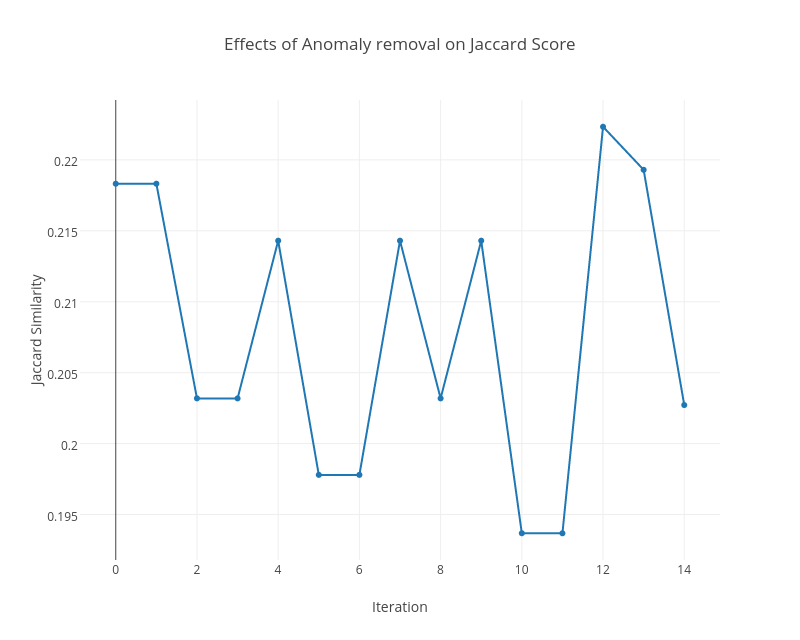 Effects of Anomaly removal on Jaccard Score
Jaccard Similarity
0.22
0.215
0.21
0.205
0.2
0.195
0 2 4 6 8 10 12 14
Iteration